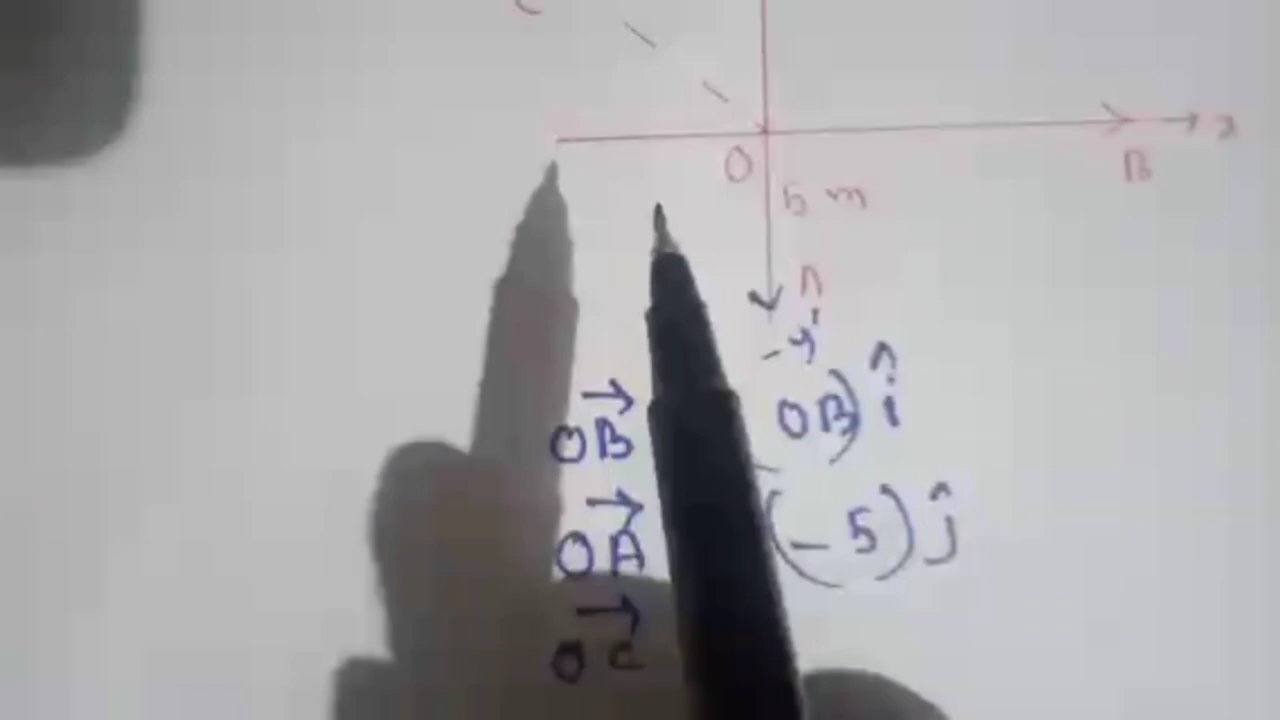 C
O
B
x
5 m
A
-y'
OB→ OB) î
OA→ (-5) ĵ
OC→